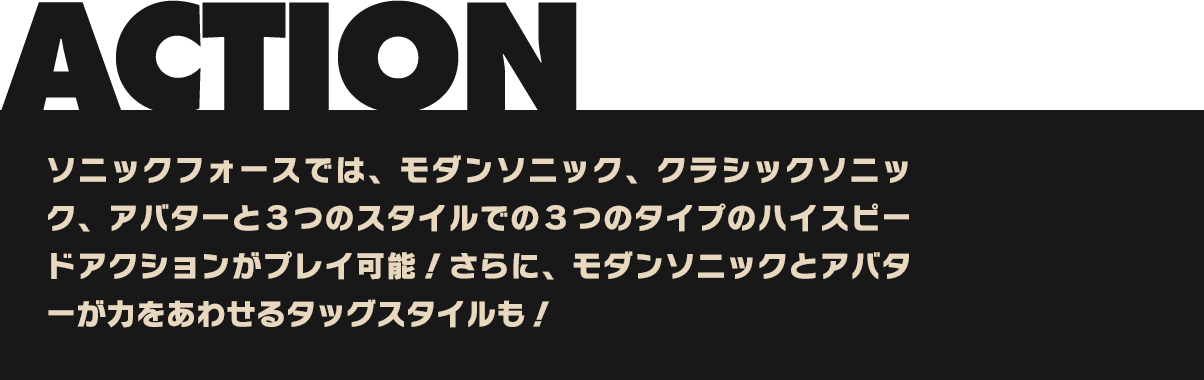 ACTION
ソニックフォースでは、モダンソニック、クラシックソニッ
ク、アバターと3つのスタイルでの3つのタイプのハイスピー
ドアクションがプレイ可能！さらに、モダンソニックとアバタ
ーが力をあわせるタッグスタイルも！